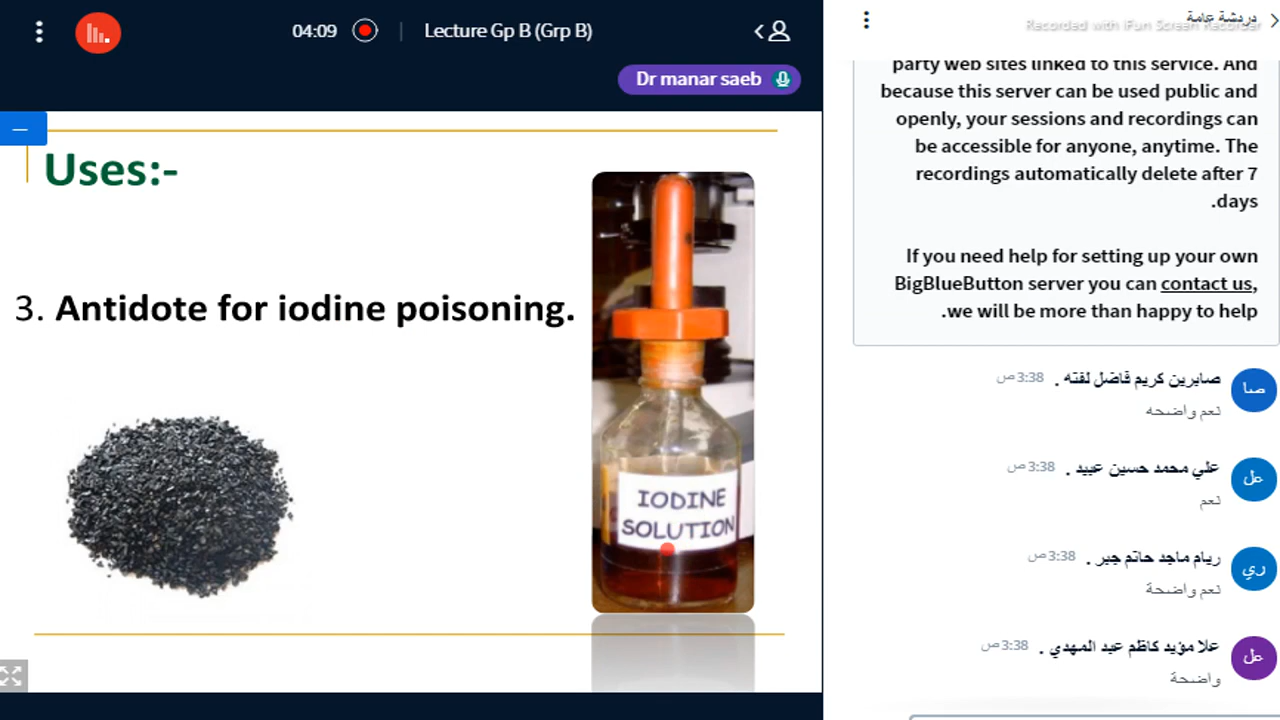 04:09
Lecture Gp B (Grp B)
Dr manar saeb
Uses:-
3. Antidote for iodine poisoning.
IODINE
SOLUTION
دردشة عامة
Recorded with iFun Screen Recorder
party web sites linked to this service. And
because this server can be used public and
openly, your sessions and recordings can
be accessible for anyone, anytime. The
recordings automatically delete after 7
.days
If you need help for setting up your own
BigBlueButton server you can contact us,
.we will be more than happy to help
صابرين كريم فاضل لفته . 3:38 ص
صا
نعم واضحه
علي محمد حسين عبيد . 3:38 ص
عل
نعم
ريام ماجد حاتم جبر . 3:38 ص
ري
نعم واضحة
علا مؤيد كاظم عبد المهدي . 3:38 ص
عل
واضحة